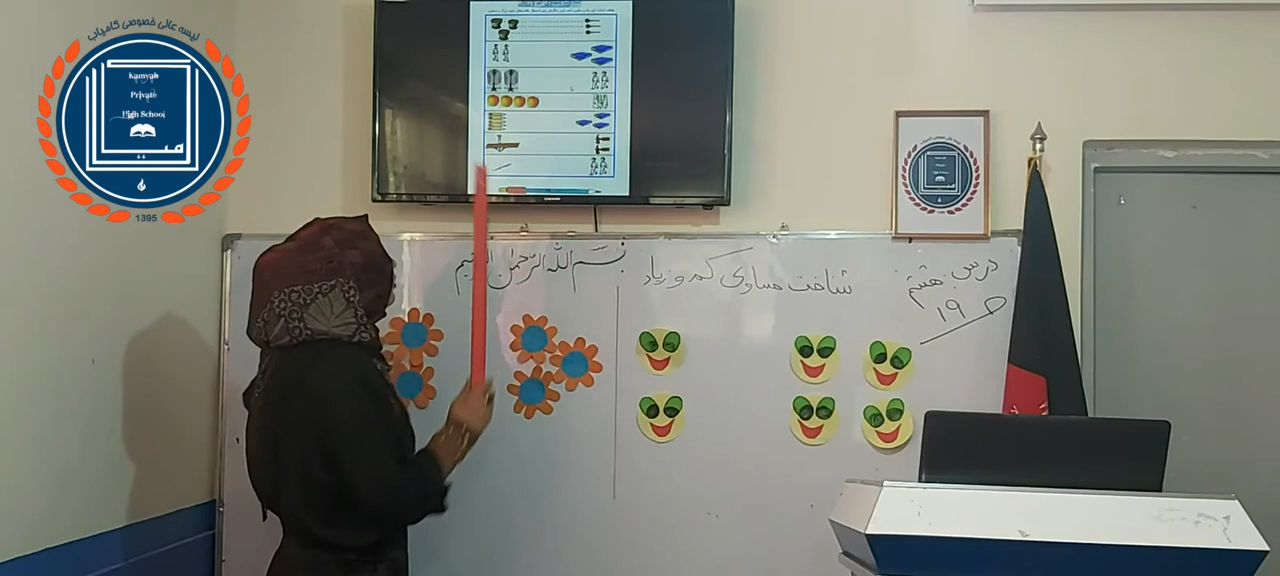 لیسه عالی خصوصی کامیاب
Kamyab
Private
High School
1395
SAMSUNG
بسم الله الرحمن الرحیم
شناخت مساوی کم و زیاد
درس هشتم
ص ۱۹